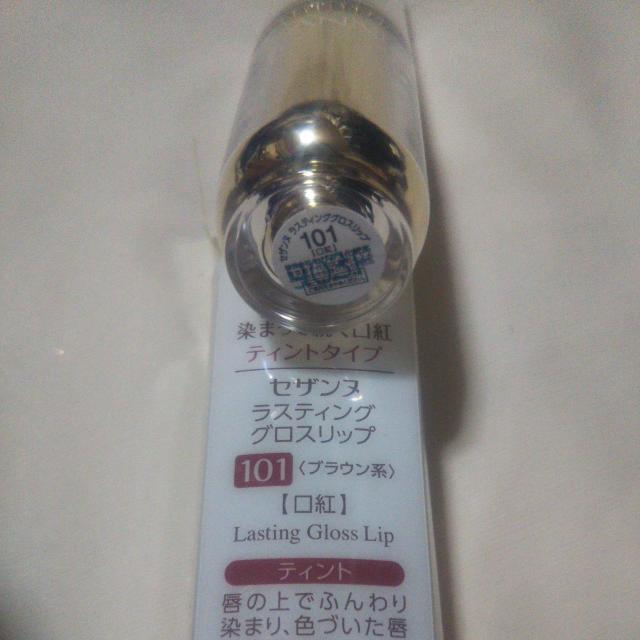 セザンヌ ラスティンググロスリップ
101
ティントタイプ
セザンヌ
ラスティング
グロスリップ
101〈ブラウン系〉
【口紅】
Lasting Gloss Lip
ティント
唇の上でふんわり
染まり、色づいた唇